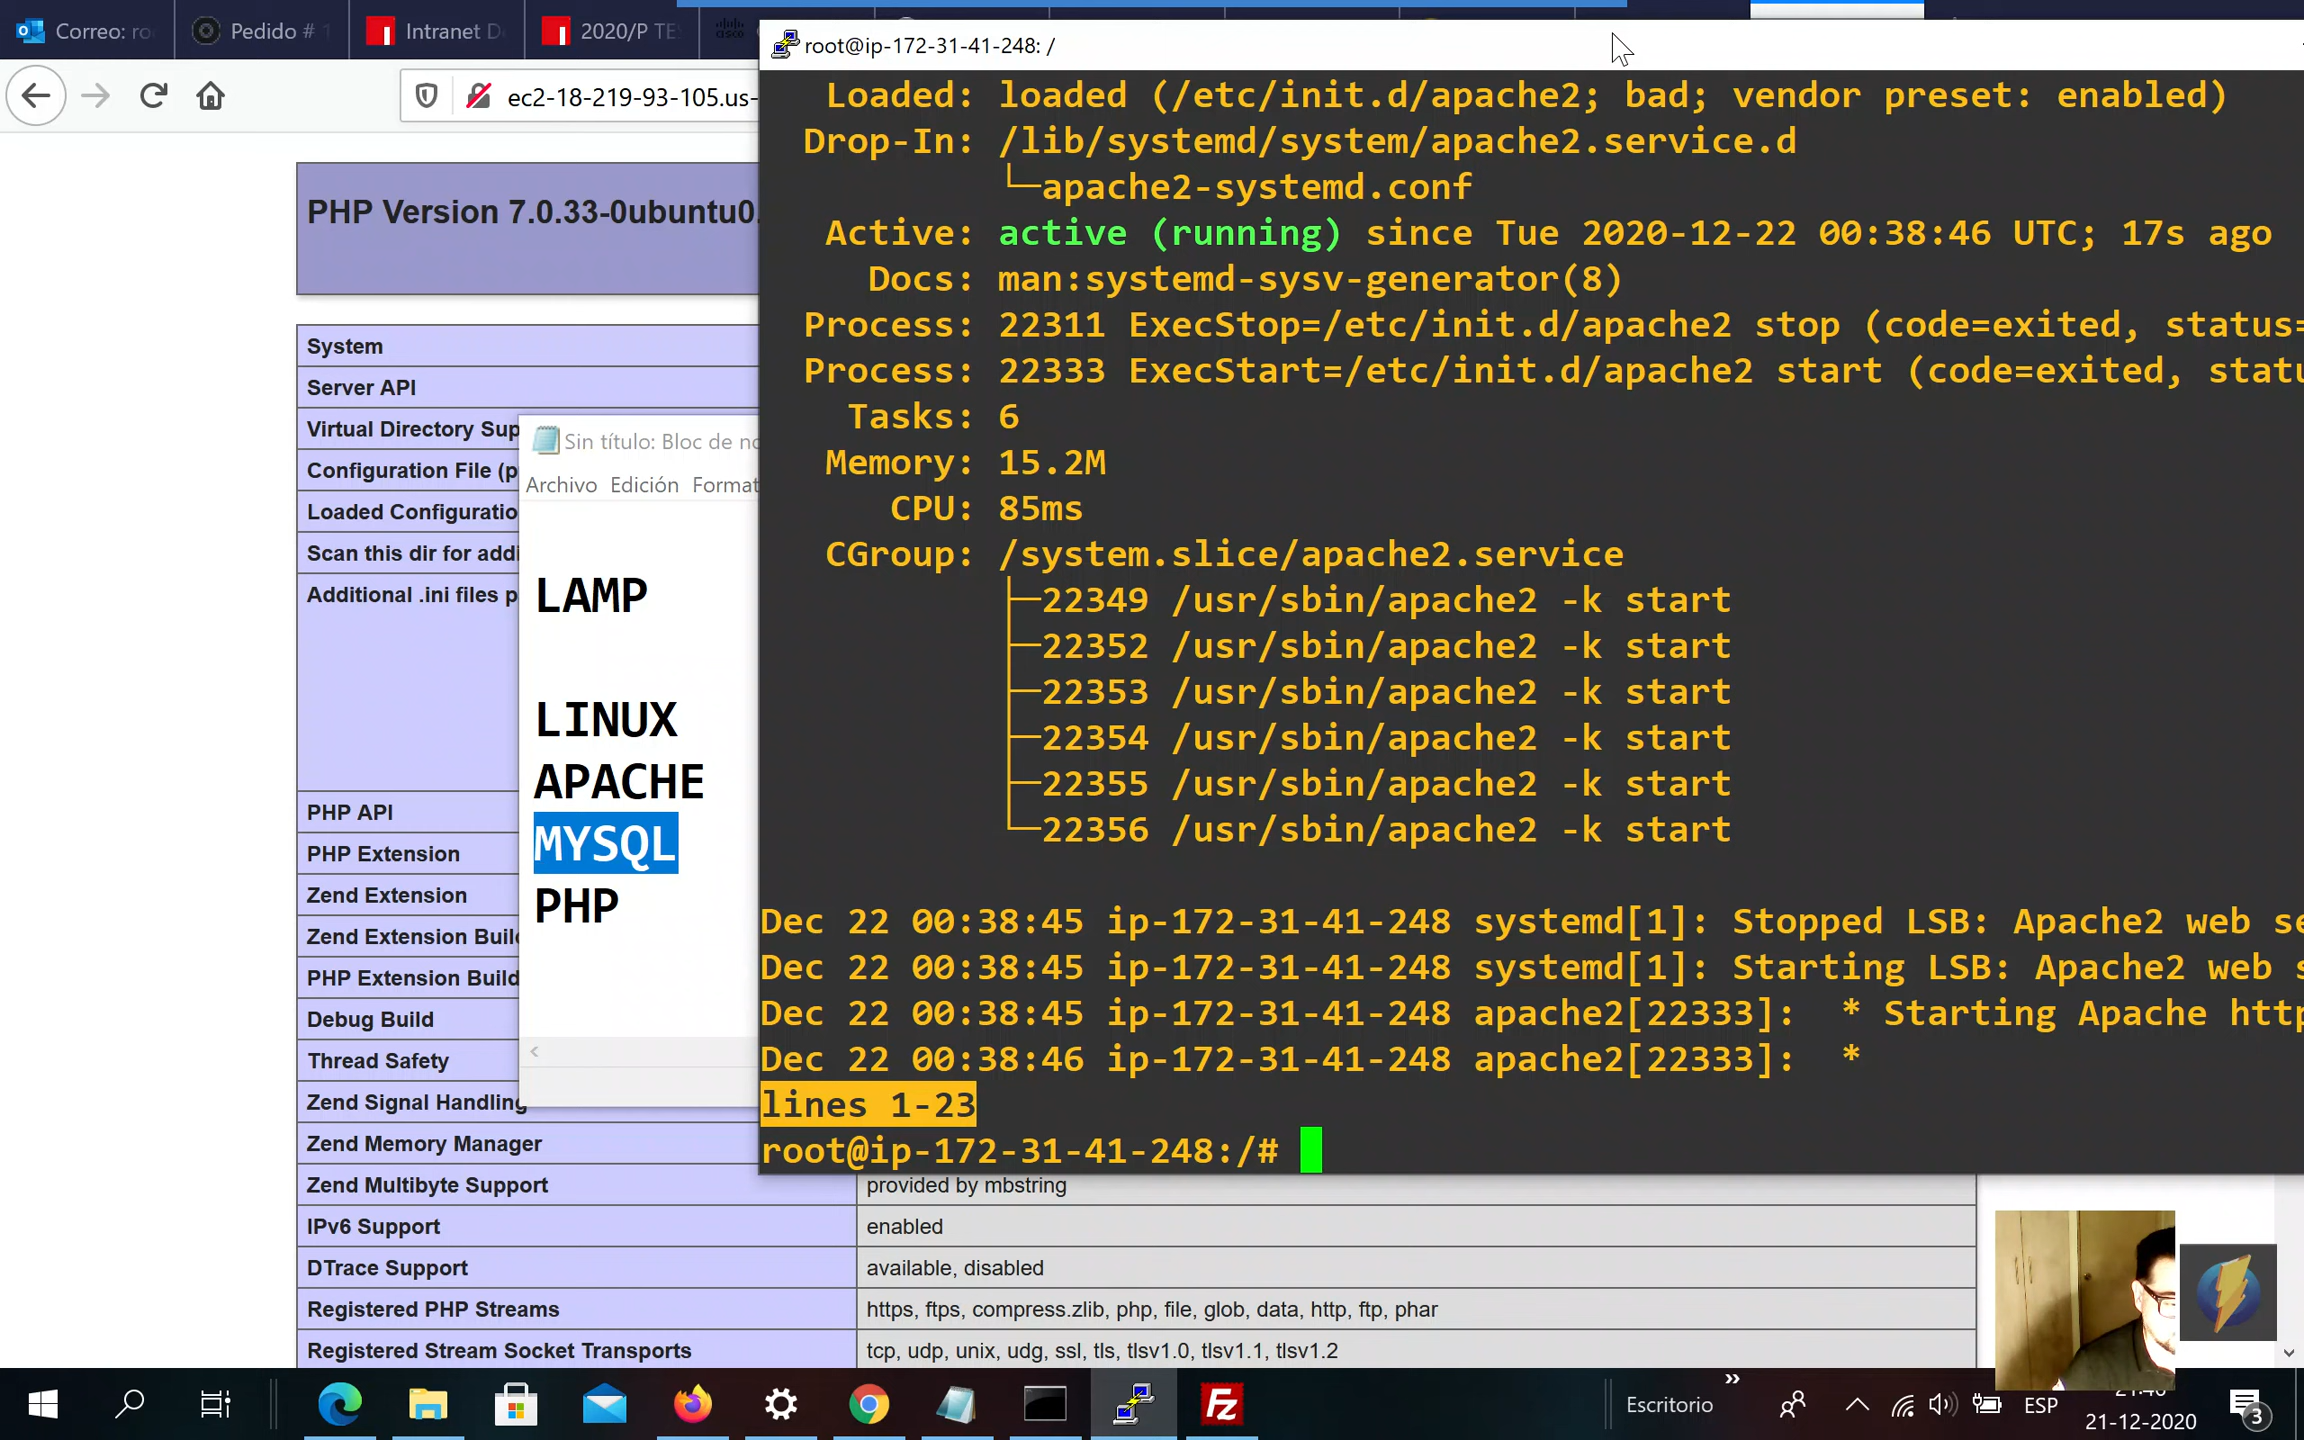 Correo: ro
Pedido # 1
Intranet D
2020/P TE
cisco
ec2-18-219-93-105.us-
root@ip-172-31-41-248: /
PHP Version 7.0.33-0ubuntu0.
System
Server API
Virtual Directory Sup
Configuration File (p
Loaded Configuratio
Scan this dir for addi
Additional .ini files p
PHP API
PHP Extension
Zend Extension
Zend Extension Build
PHP Extension Build
Debug Build
Thread Safety
Zend Signal Handling
Zend Memory Manager
Zend Multibyte Support
provided by mbstring
IPv6 Support
enabled
DTrace Support
available, disabled
Registered PHP Streams
https, ftps, compress.zlib, php, file, glob, data, http, ftp, phar
Registered Stream Socket Transports
tcp, udp, unix, udg, ssl, tls, tlsv1.0, tlsv1.1, tlsv1.2
Sin título: Bloc de no
Archivo Edición Format
LAMP
LINUX
APACHE
MYSQL
PHP
Loaded: loaded (/etc/init.d/apache2; bad; vendor preset: enabled)
Drop-In: /lib/systemd/system/apache2.service.d
└─apache2-systemd.conf
Active: active (running) since Tue 2020-12-22 00:38:46 UTC; 17s ago
Docs: man:systemd-sysv-generator(8)
Process: 22311 ExecStop=/etc/init.d/apache2 stop (code=exited, status=
Process: 22333 ExecStart=/etc/init.d/apache2 start (code=exited, statu
Tasks: 6
Memory: 15.2M
CPU: 85ms
CGroup: /system.slice/apache2.service
├─22349 /usr/sbin/apache2 -k start
├─22352 /usr/sbin/apache2 -k start
├─22353 /usr/sbin/apache2 -k start
├─22354 /usr/sbin/apache2 -k start
├─22355 /usr/sbin/apache2 -k start
└─22356 /usr/sbin/apache2 -k start
Dec 22 00:38:45 ip-172-31-41-248 systemd[1]: Stopped LSB: Apache2 web se
Dec 22 00:38:45 ip-172-31-41-248 systemd[1]: Starting LSB: Apache2 web s
Dec 22 00:38:45 ip-172-31-41-248 apache2[22333]:  * Starting Apache http
Dec 22 00:38:46 ip-172-31-41-248 apache2[22333]:  *
lines 1-23
root@ip-172-31-41-248:/#
Escritorio
ESP
21-12-2020
3